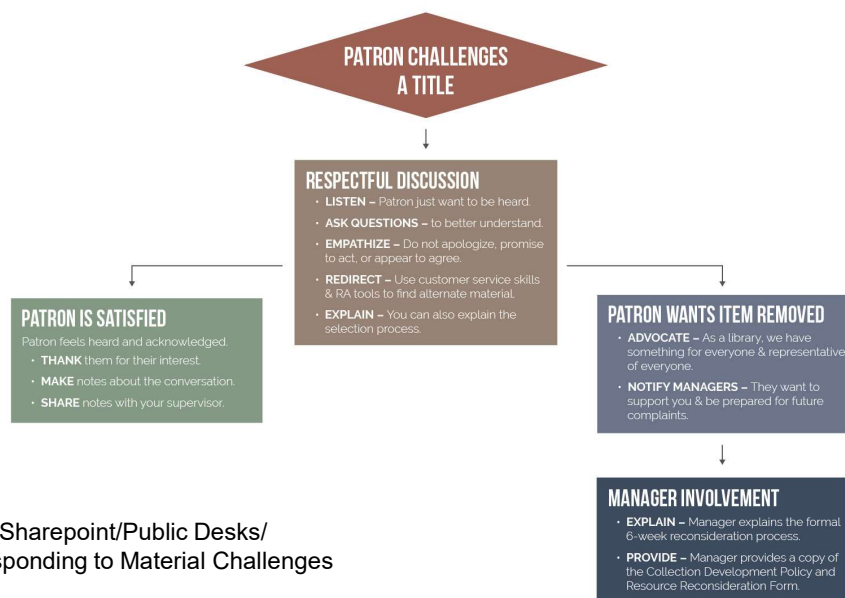 PATRON CHALLENGES
A TITLE
RESPECTFUL DISCUSSION
• LISTEN – Patron just want to be heard.
• ASK QUESTIONS – to better understand.
• EMPATHIZE – Do not apologize, promise
to act, or appear to agree.
• REDIRECT – Use customer service skills
& RA tools to find alternate material.
• EXPLAIN – You can also explain the
selection process.
PATRON IS SATISFIED
Patron feels heard and acknowledged.
• THANK them for their interest.
• MAKE notes about the conversation.
• SHARE notes with your supervisor.
PATRON WANTS ITEM REMOVED
• ADVOCATE – As a library, we have
something for everyone & representative
of everyone.
• NOTIFY MANAGERS – They want to
support you & be prepared for future
complaints.
MANAGER INVOLVEMENT
• EXPLAIN – Manager explains the formal
6-week reconsideration process.
• PROVIDE – Manager provides a copy of
the Collection Development Policy and
Resource Reconsideration Form.
Sharepoint/Public Desks/
sponding to Material Challenges